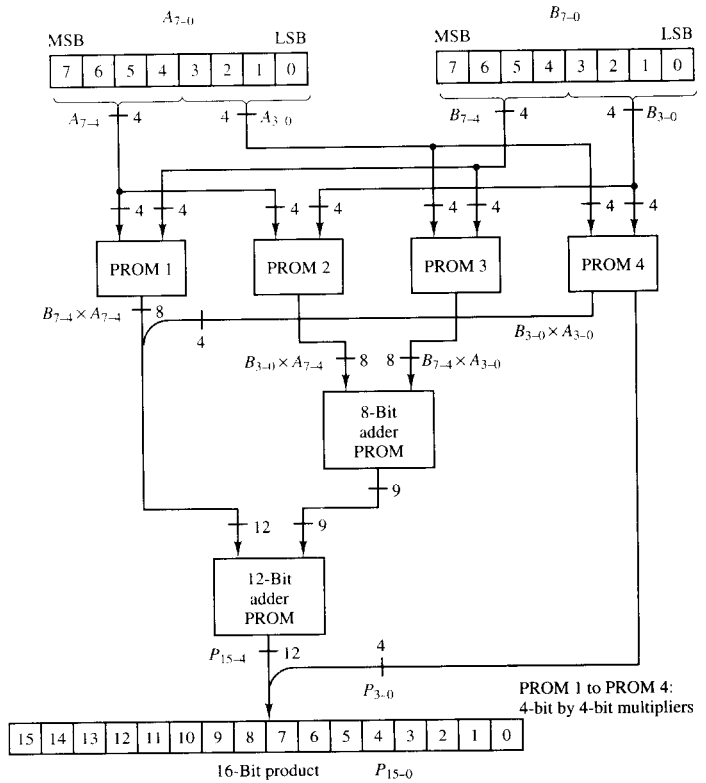 A7–0 B7–0
MSB LSB MSB LSB
7 6 5 4 3 2 1 0 7 6 5 4 3 2 1 0
A7–4 4 4 A3–0 B7–4 4 4 B3–0
4 4 4 4 4 4 4 4
PROM 1 PROM 2 PROM 3 PROM 4
B7–4 × A7–4 8
4
B3–0 × A3–0
B3–0 × A7–4 8 8 B7–4 × A3–0
8-Bit
adder
PROM
9
12 9
12-Bit
adder
PROM
P15–4 12 4
P3–0
PROM 1 to PROM 4:
4-bit by 4-bit multipliers
15 14 13 12 11 10 9 8 7 6 5 4 3 2 1 0
16-Bit product P15–0